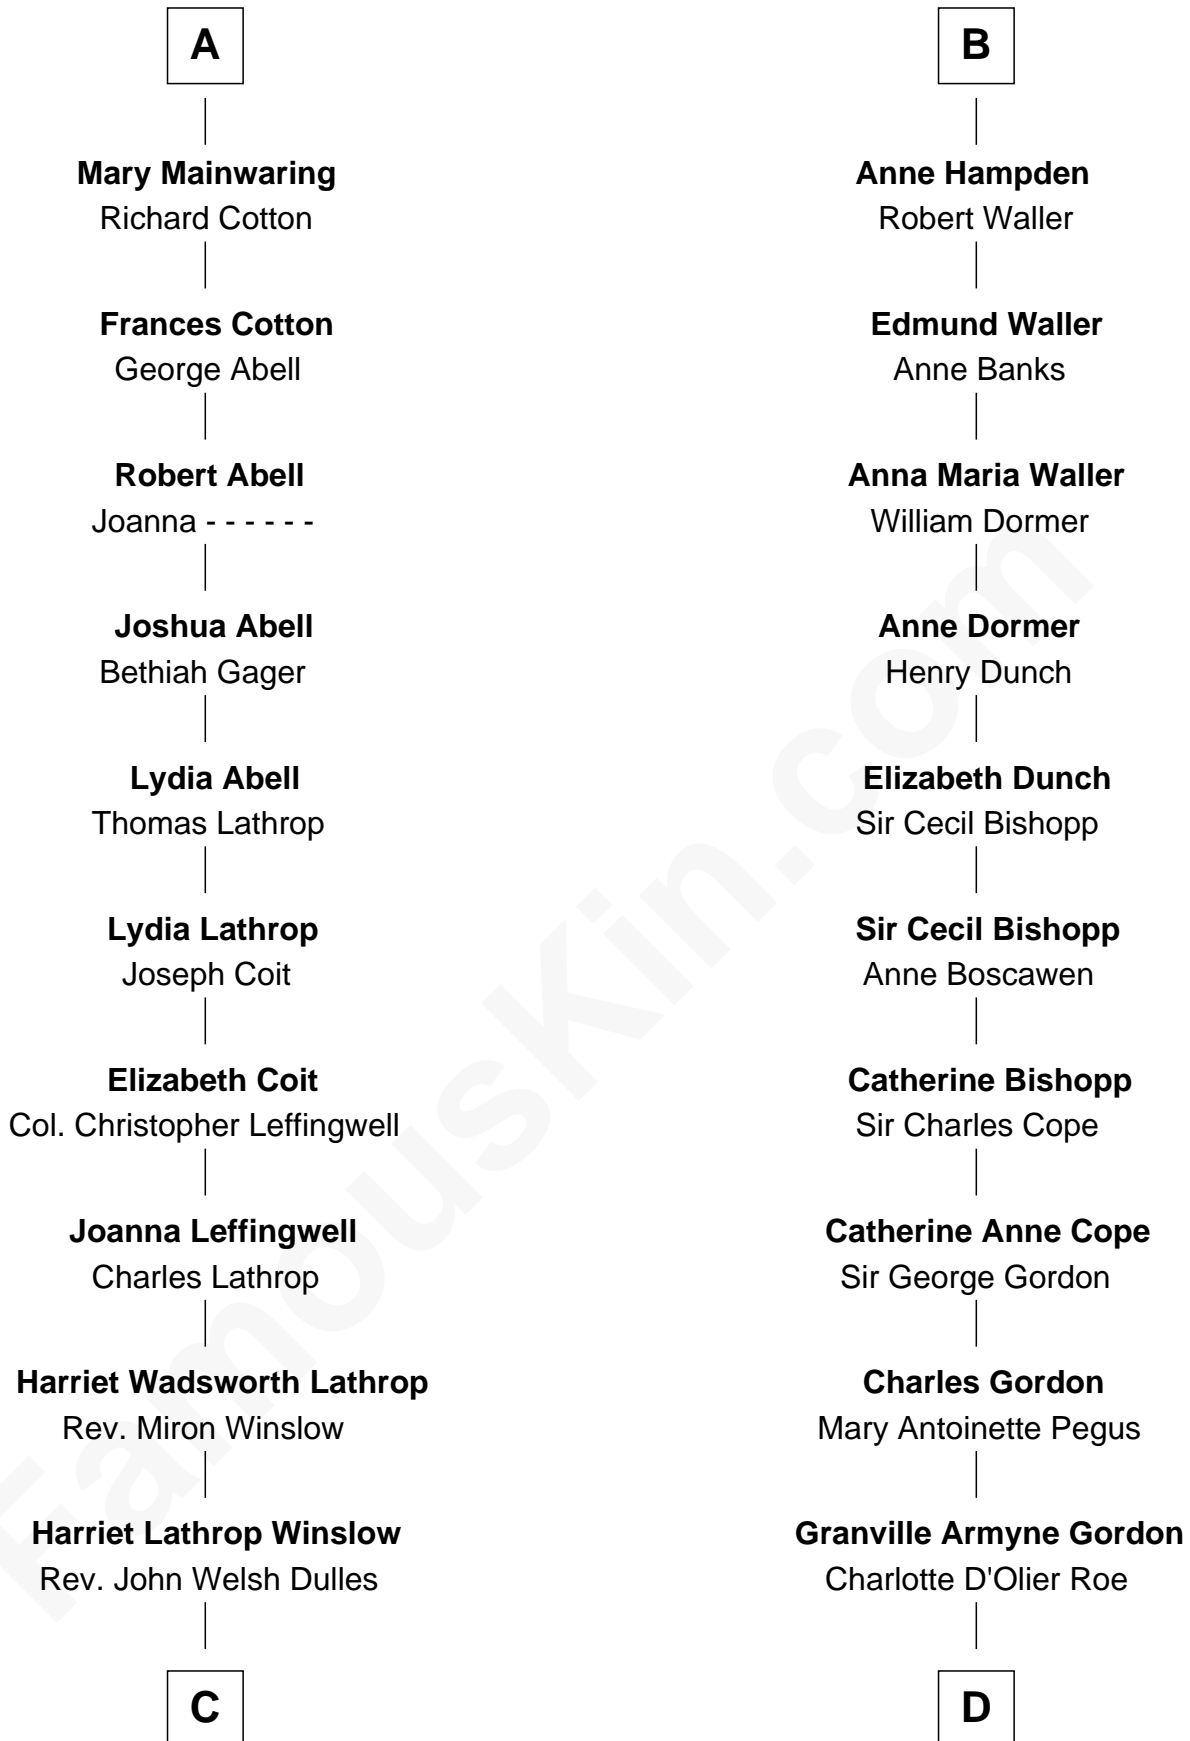 A
Mary Mainwaring
Richard Cotton
Frances Cotton
George Abell
Robert Abell
Joanna - - - - - -
Joshua Abell
Bethiah Gager
Lydia Abell
Thomas Lathrop
Lydia Lathrop
Joseph Coit
Elizabeth Coit
Col. Christopher Leffingwell
Joanna Leffingwell
Charles Lathrop
Harriet Wadsworth Lathrop
Rev. Miron Winslow
Harriet Lathrop Winslow
Rev. John Welsh Dulles
C
B
Anne Hampden
Robert Waller
Edmund Waller
Anne Banks
Anna Maria Waller
William Dormer
Anne Dormer
Henry Dunch
Elizabeth Dunch
Sir Cecil Bishopp
Sir Cecil Bishopp
Anne Boscawen
Catherine Bishopp
Sir Charles Cope
Catherine Anne Cope
Sir George Gordon
Charles Gordon
Mary Antoinette Pegus
Granville Armyne Gordon
Charlotte D'Olier Roe
D
FamousKin.com